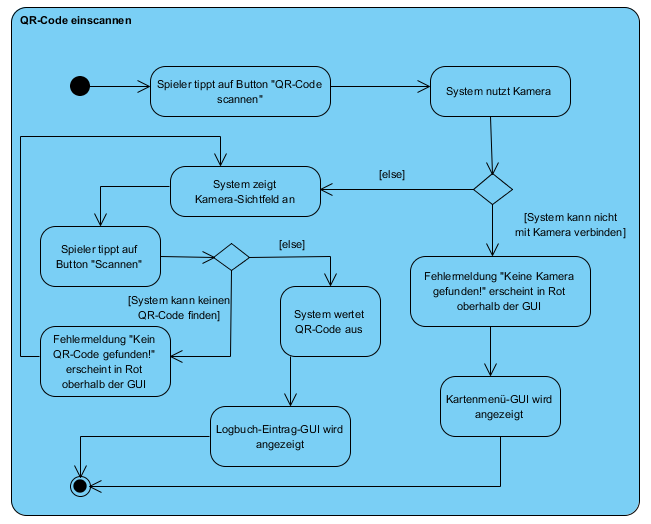 QR-Code einscannen
Spieler tippt auf Button "QR-Code
scannen"
System nutzt Kamera
[else]
System zeigt
Kamera-Sichtfeld an
[System kann nicht
mit Kamera verbinden]
Spieler tippt auf
Button "Scannen"
[else]
[System kann keinen
QR-Code finden]
Fehlermeldung "Keine Kamera
gefunden!" erscheint in Rot
oberhalb der GUI
System wertet
QR-Code aus
Fehlermeldung "Kein
QR-Code gefunden!"
erscheint in Rot
oberhalb der GUI
Kartenmenü-GUI wird
angezeigt
Logbuch-Eintrag-GUI wird
angezeigt